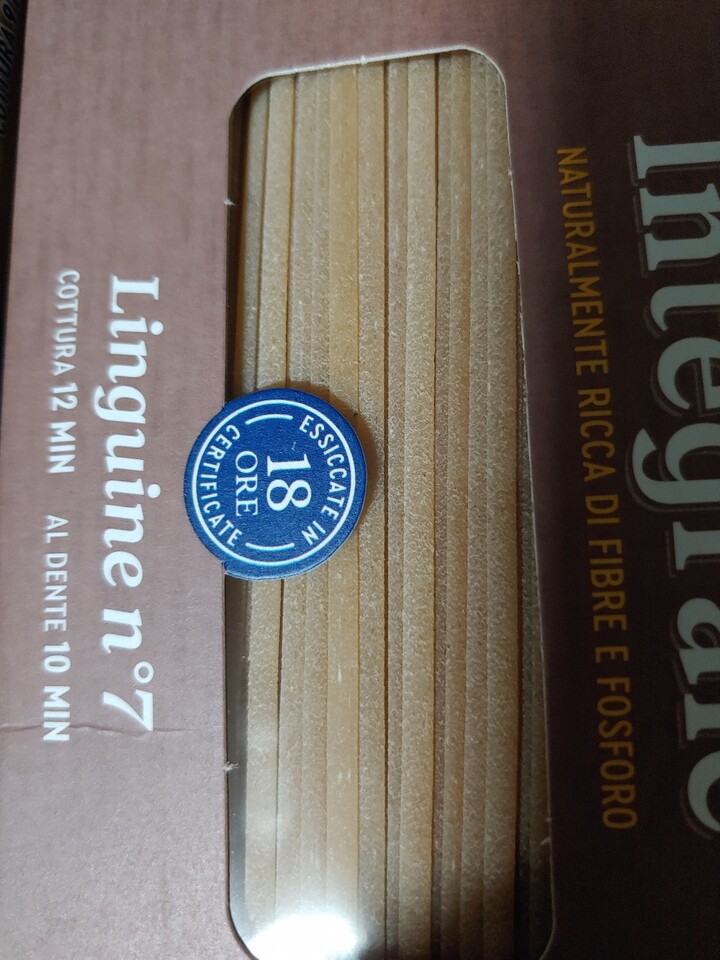 Integrale
NATURALMENTE RICCA DI FIBRE E FOSFORO
ESSICCATE IN
18
ORE
CERTIFICATE
Linguine n°7
COTTURA 12 MIN AL DENTE 10 MIN